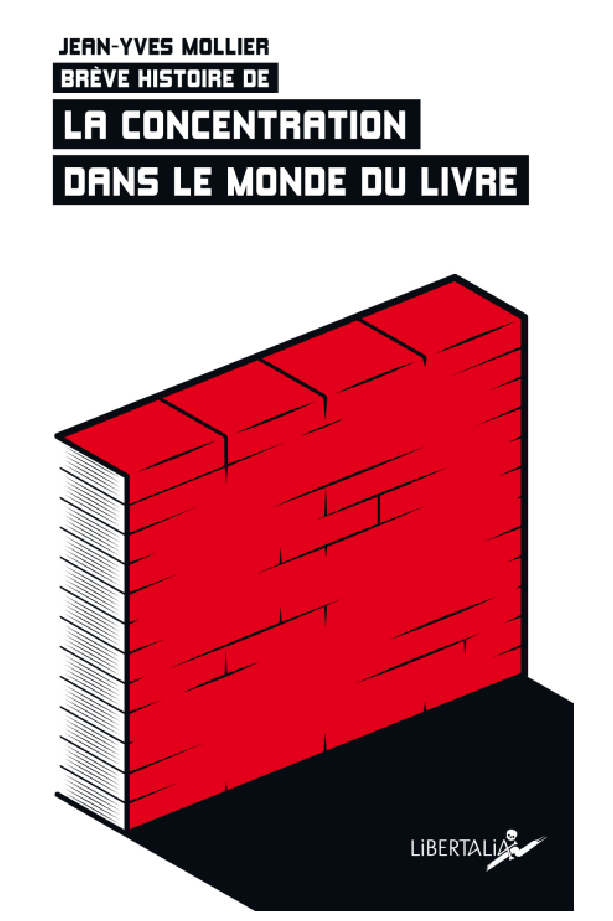 JEAN-YVES MOLLIER
BRÈVE HISTOIRE DE
LA CONCENTRATION
DANS LE MONDE DU LIVRE
LiBERTALiA